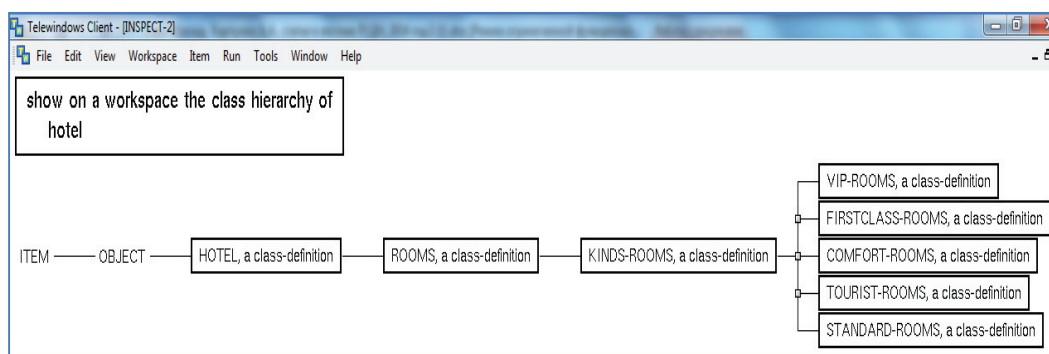 Telewindows Client - [INSPECT-2]
File Edit View Workspace Item Run Tools Window Help
show on a workspace the class hierarchy of
hotel
ITEM
OBJECT
HOTEL, a class-definition
ROOMS, a class-definition
KINDS-ROOMS, a class-definition
VIP-ROOMS, a class-definition
FIRSTCLASS-ROOMS, a class-definition
COMFORT-ROOMS, a class-definition
TOURIST-ROOMS, a class-definition
STANDARD-ROOMS, a class-definition